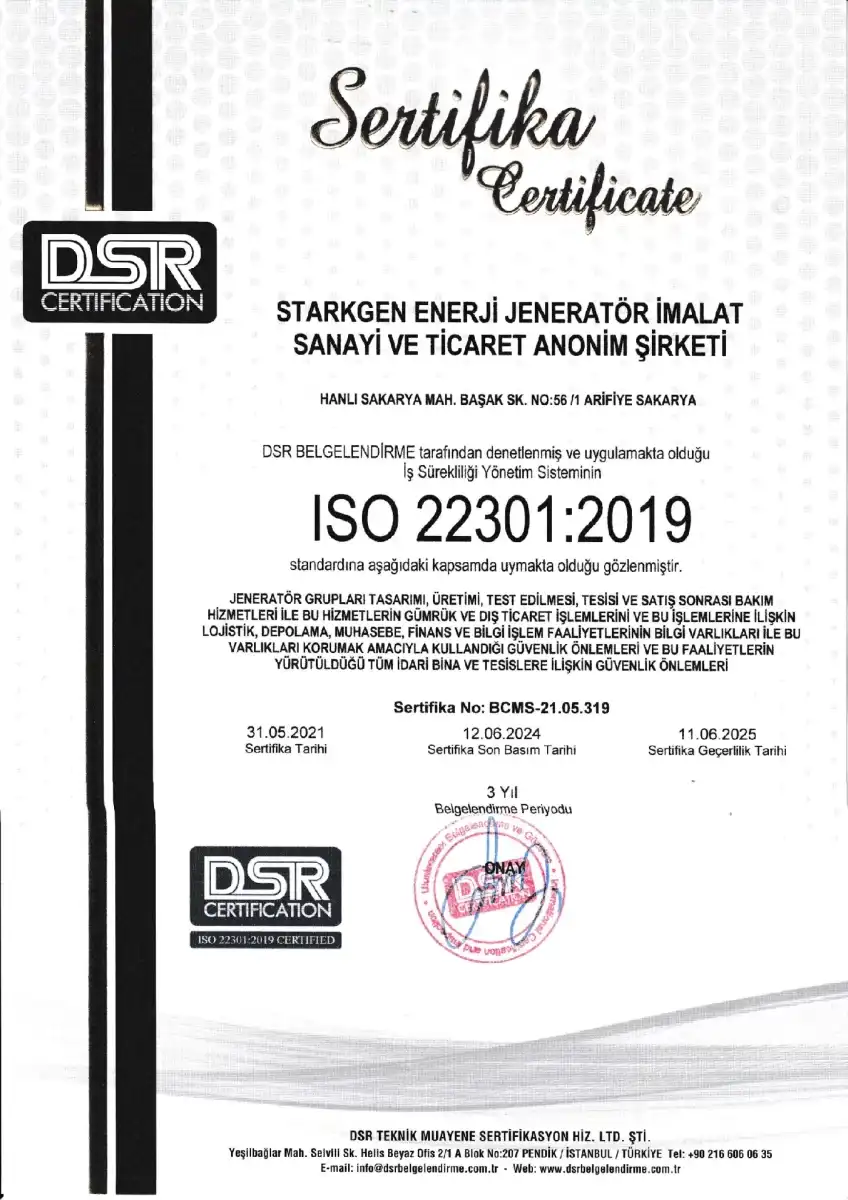 Sertifika
Certificate
DSR
CERTIFICATION
STARKGEN ENERJİ JENERATÖR İMALAT
SANAYİ VE TİCARET ANONİM ŞİRKETİ
HANLI SAKARYA MAH. BAŞAK SK. NO:56 /1 ARİFİYE SAKARYA
DSR BELGELENDİRME tarafından denetlenmiş ve uygulamakta olduğu
İş Sürekliliği Yönetim Sisteminin
ISO 22301:2019
standardına aşağıdaki kapsamda uymakta olduğu gözlenmiştir.
JENERATÖR GRUPLARI TASARIMI, ÜRETİMİ, TEST EDİLMESİ, TESİSİ VE SATIŞ SONRASI BAKIM
HİZMETLERİ İLE BU HİZMETLERİN GÜMRÜK VE DIŞ TİCARET İŞLEMLERİNİ VE BU İŞLEMLERİNE İLİŞKİN
LOJİSTİK, DEPOLAMA, MUHASEBE, FİNANS VE BİLGİ İŞLEM FAALİYETLERİNİN BİLGİ VARLIKLARI İLE BU
VARLIKLARI KORUMAK AMACIYLA KULLANDIĞI GÜVENLİK ÖNLEMLERİ VE BU FAALİYETLERİN
YÜRÜTÜLDÜĞÜ TÜM İDARİ BİNA VE TESİSLERE İLİŞKİN GÜVENLİK ÖNLEMLERİ
Sertifika No: BCMS-21.05.319
31.05.2021 12.06.2024 11.06.2025
Sertifika Tarihi Sertifika Son Basım Tarihi Sertifika Geçerlilik Tarihi
3 Yıl
Belgelendirme Periyodu
ONAY
DSR
CERTIFICATION
ISO 22301:2019 CERTIFIED
DSR TEKNİK MUAYENE SERTİFİKASYON HİZ. LTD. ŞTİ.
Yeşilbağlar Mah. Selvili Sk. Helis Beyaz Ofis 2/1 A Blok No:207 PENDİK / İSTANBUL / TÜRKİYE Tel: +90 216 606 06 35
E-mail: info@dsrbelgelendirme.com.tr - Web: www.dsrbelgelendirme.com.tr